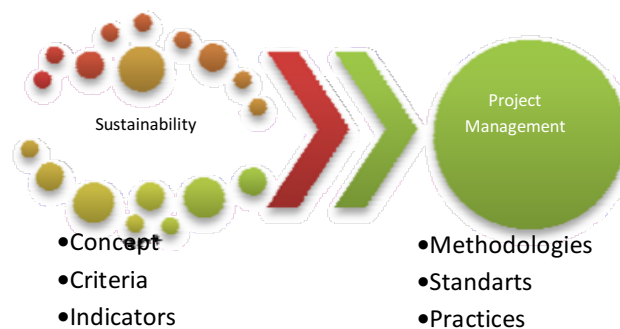 Sustainability
Project
Management
•Concept
•Criteria
•Indicators
•Methodologies
•Standarts
•Practices